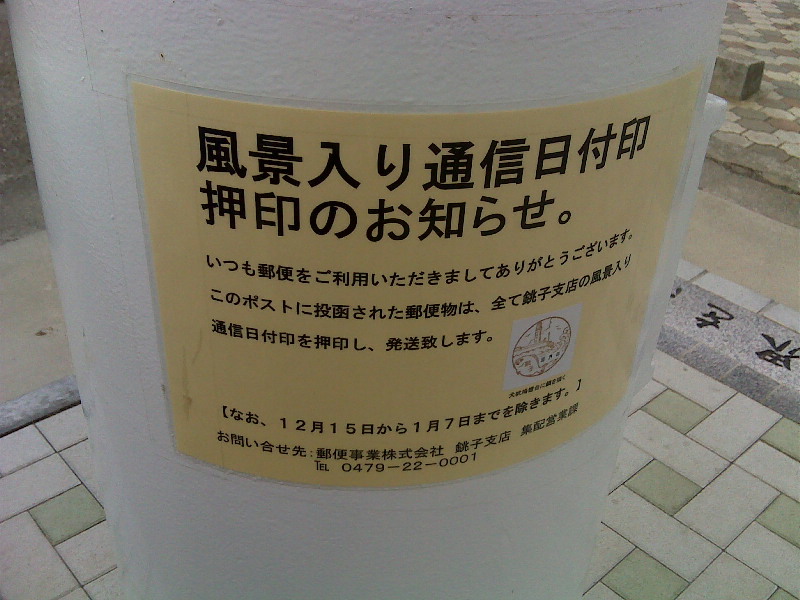 風景入り通信日付印
押印のお知らせ。
いつも郵便をご利用いただきましてありがとうございます。
このポストに投函された郵便物は、全て銚子支店の風景入り
通信日付印を押印し、発送致します。
【なお、12月15日から1月7日までを除きます。】
お問い合せ先:郵便事業株式会社 銚子支店 集配営業課
℡ 0479-22-0001